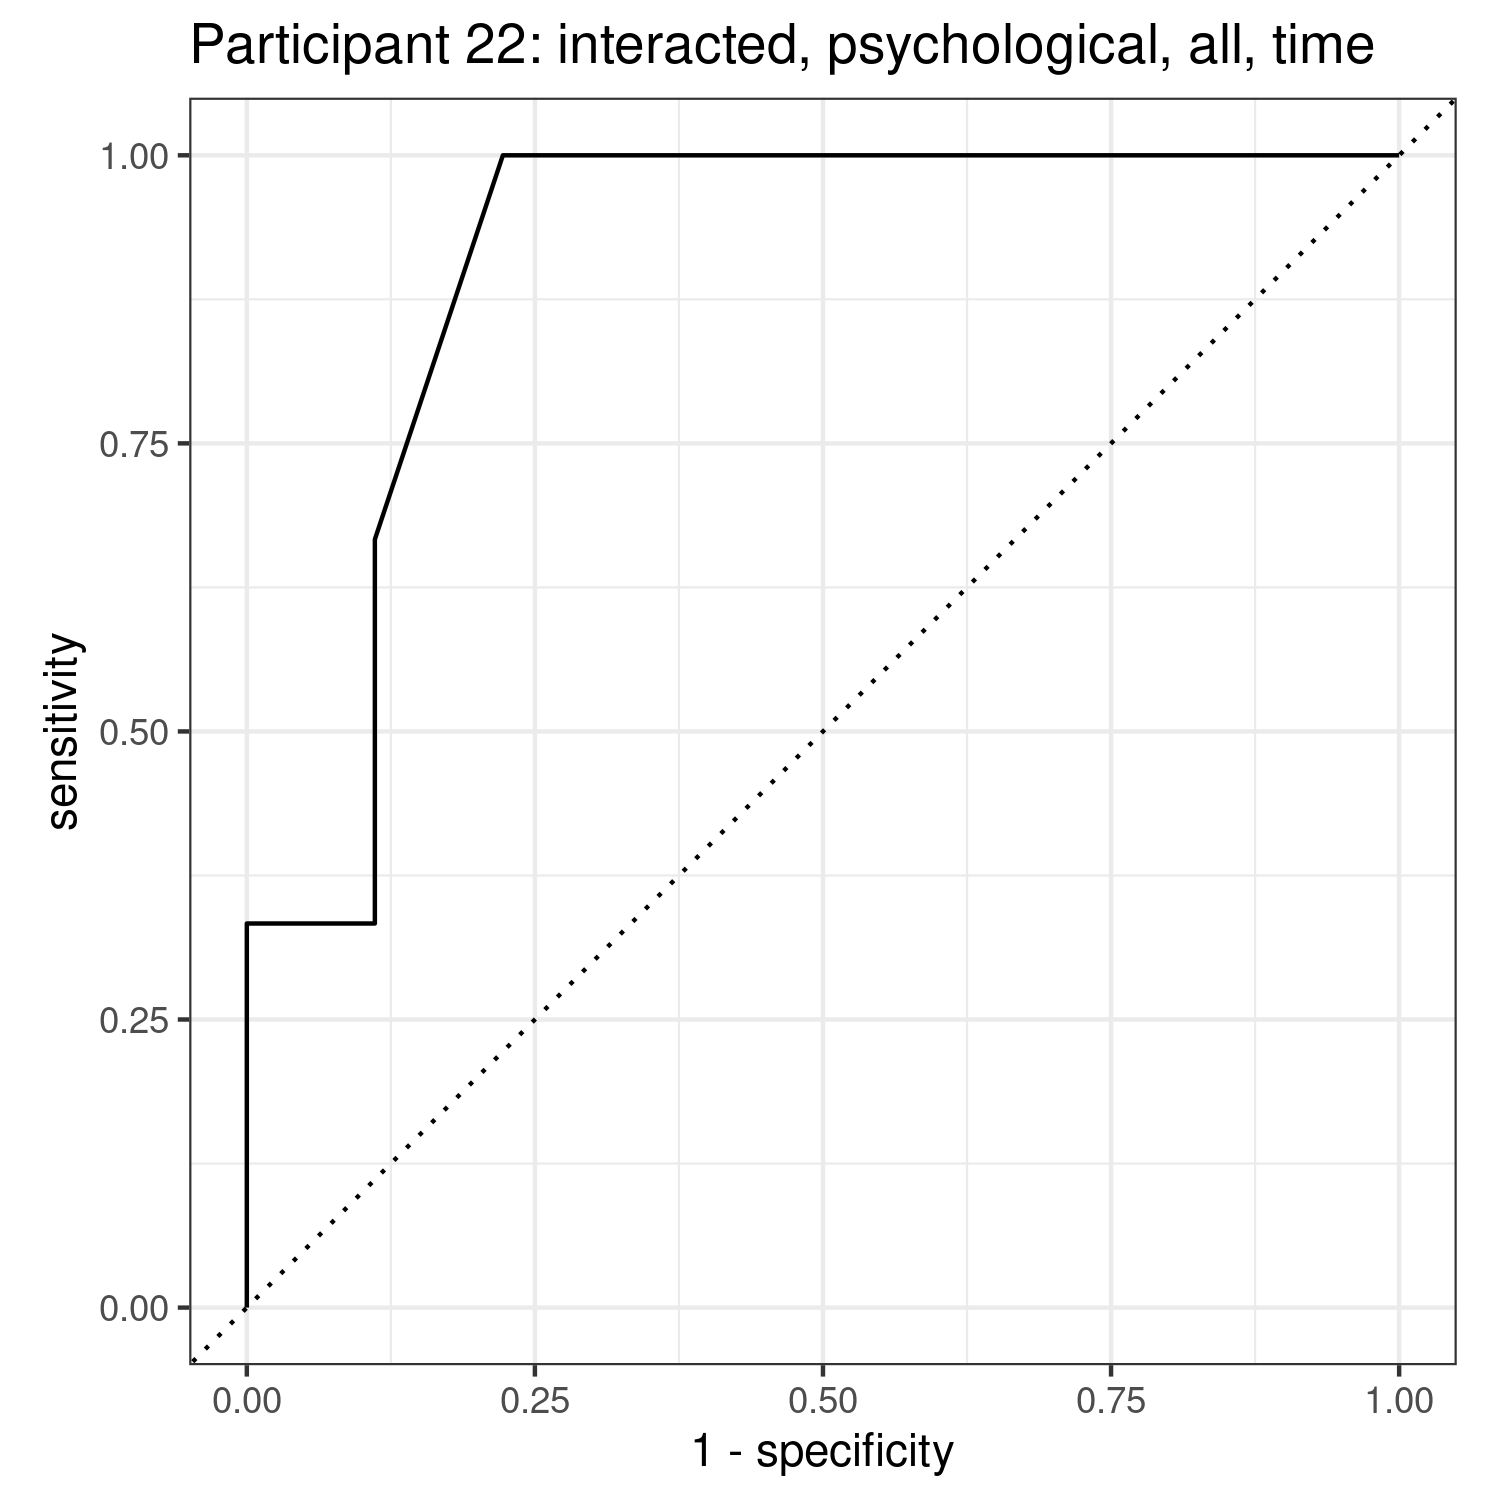 Participant 22: interacted, psychological, all, time
1.00
0.75
0.50
0.25
0.00
sensitivity
0.00 0.25 0.50 0.75 1.00
1 - specificity